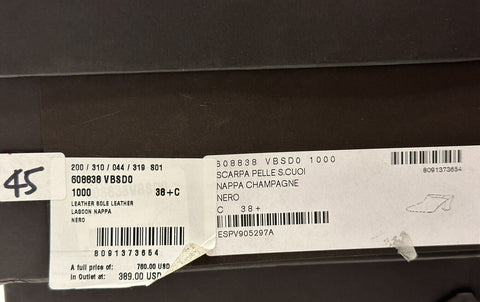 45
200 / 310 / 044 / 319 S01
608838 VBSD0
1000 38+C
LEATHER SOLE LEATHER
LAGOON NAPPA
NERO
8091373654
A full price of: 760.00 USD
In Outlet at: 389.00 USD
608838 VBSD0 1000
SCARPA PELLE S.CUOI
NAPPA CHAMPAGNE
NERO
C 38+
ESPV905297A
8091373654